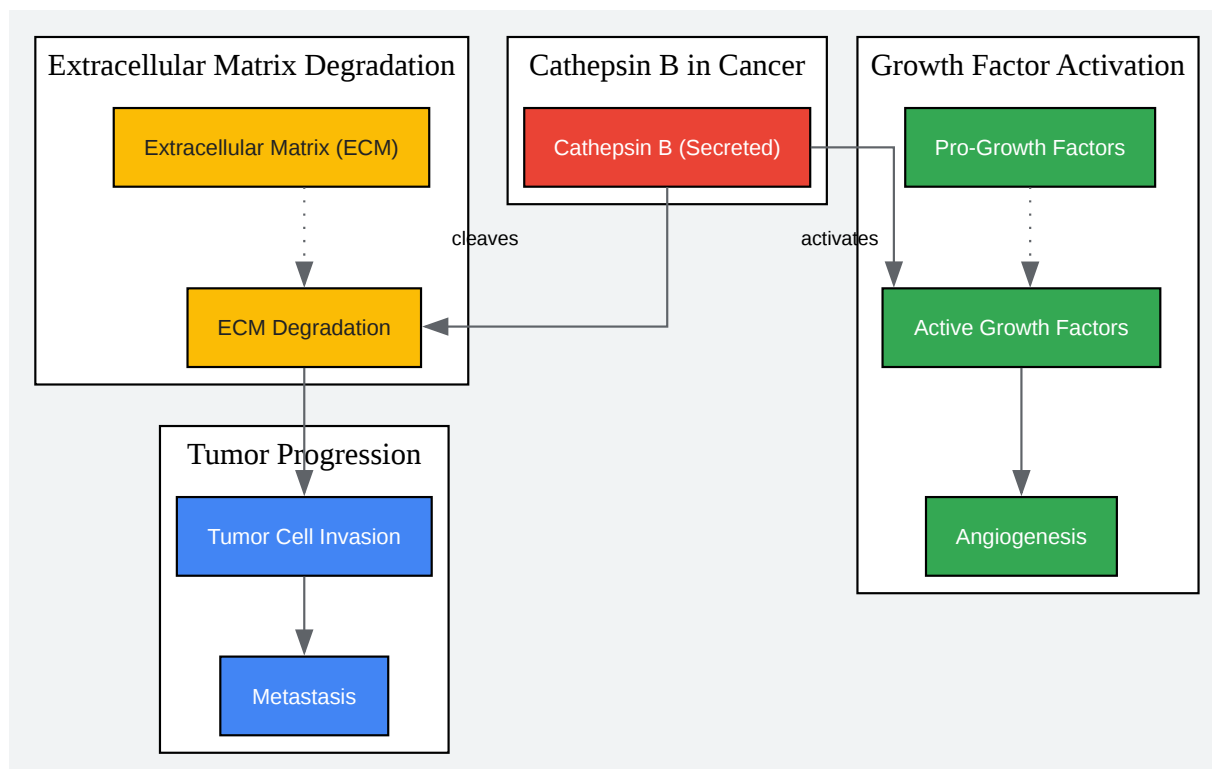 Extracellular Matrix Degradation
Extracellular Matrix (ECM)
cleaves
ECM Degradation
Cathepsin B in Cancer
Cathepsin B (Secreted)
activates
Growth Factor Activation
Pro-Growth Factors
Active Growth Factors
Angiogenesis
Tumor Progression
Tumor Cell Invasion
Metastasis